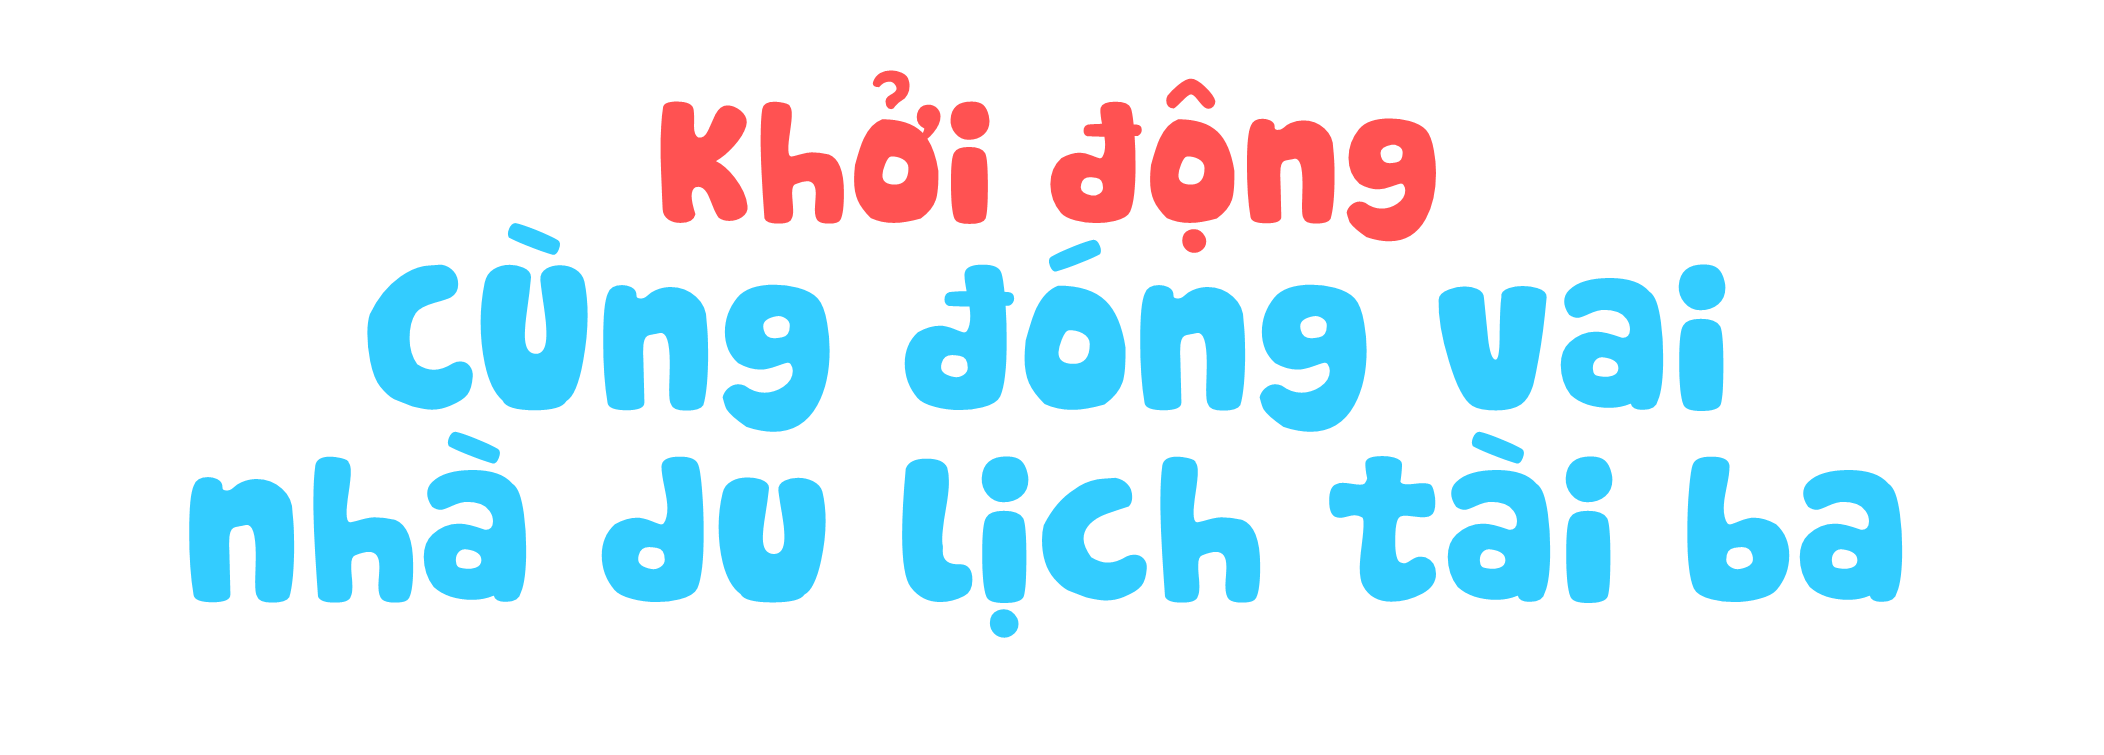 Khởi động
Cùng đóng vai
nhà du lịch tài ba